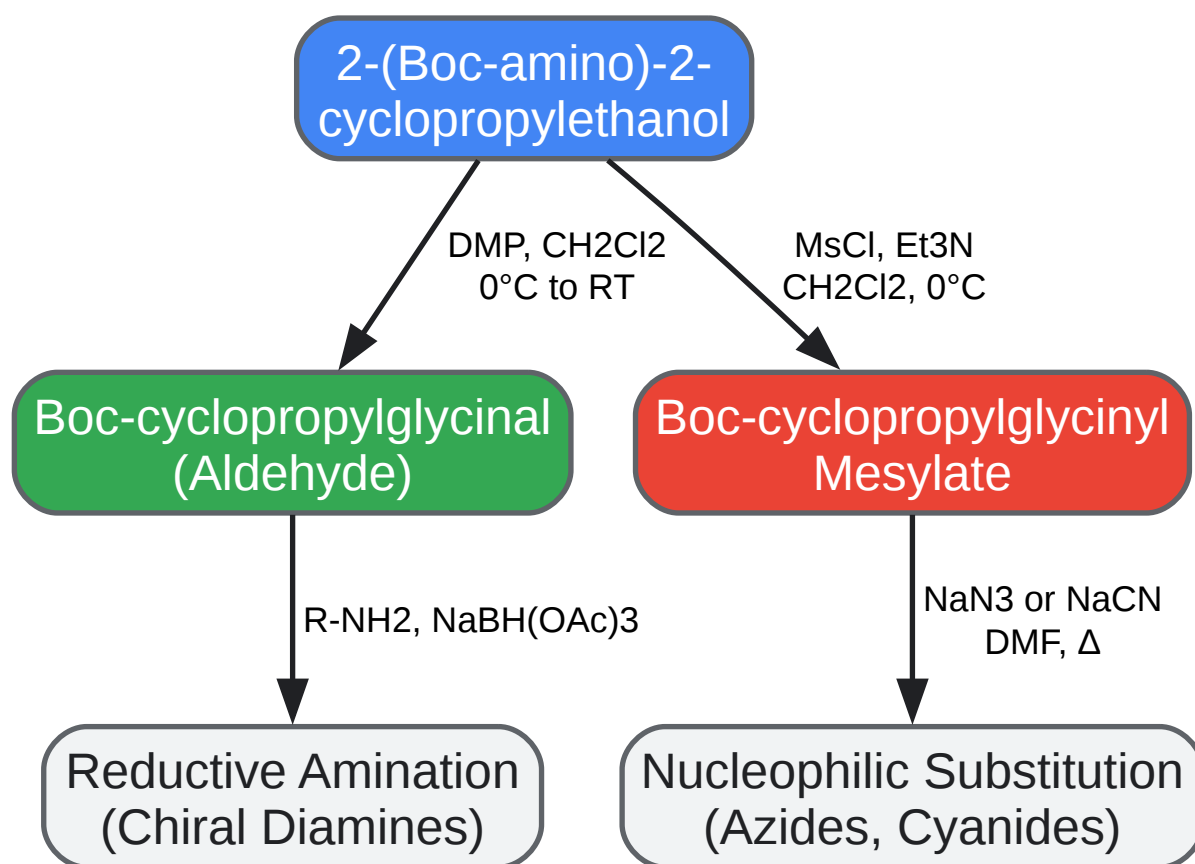 2-(Boc-amino)-2-
cyclopropylethanol
DMP, CH2Cl2
0°C to RT
MsCl, Et3N
CH2Cl2, 0°C
Boc-cyclopropylglycinal
(Aldehyde)
Boc-cyclopropylglycinyl
Mesylate
R-NH2, NaBH(OAc)3
NaN3 or NaCN
DMF, Δ
Reductive Amination
(Chiral Diamines)
Nucleophilic Substitution
(Azides, Cyanides)